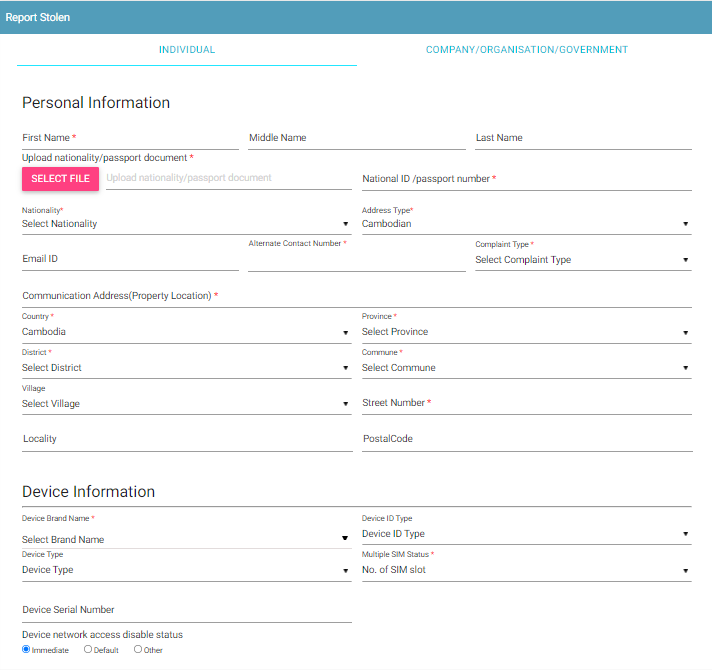 Report Stolen
INDIVIDUAL COMPANY/ORGANISATION/GOVERNMENT
Personal Information
First Name * Middle Name Last Name
Upload nationality/passport document *
SELECT FILE Upload nationality/passport document National ID /passport number*
Nationality* Address Type*
Select Nationality Cambodian
Alternate Contact Number * Complaint Type *
Email ID Select Complaint Type
Communication Address(Property Location) *
Country * Province *
Cambodia Select Province
District * Commune *
Select District Select Commune
Village
Select Village Street Number *
Locality PostalCode
Device Information
Device Brand Name * Device ID Type
Select Brand Name Device ID Type
Device Type Multiple SIM Status *
Device Type No. of SIM slot
Device Serial Number
Device network access disable status
Immediate Default Other